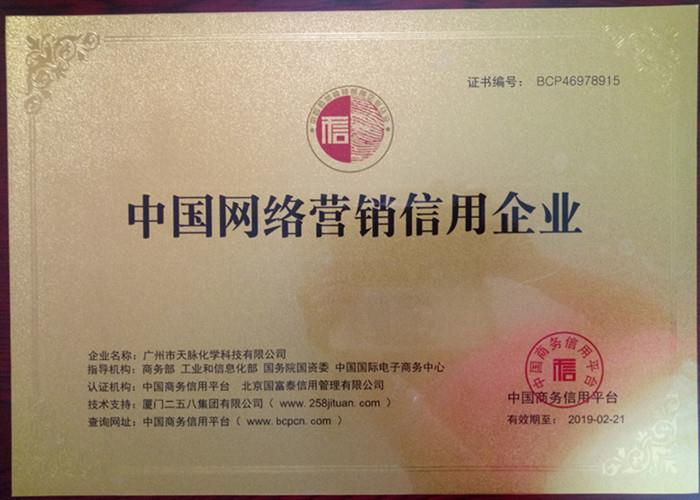 证书编号: BCP46978915
信
中国网络营销信用企业
企业名称:广州市天脉化学科技有限公司
指导机构:商务部 工业和信息化部 国务院国资委 中国国际电子商务中心
认证机构:中国商务信用平台 北京国富泰信用管理有限公司
技术支持:厦门二五八集团有限公司( www.258jituan.com )
查询网址:中国商务信用平台( www.bcpcn.com )
中国商务信用平台
信
中国商务信用平台
有效期至: 2019-02-21